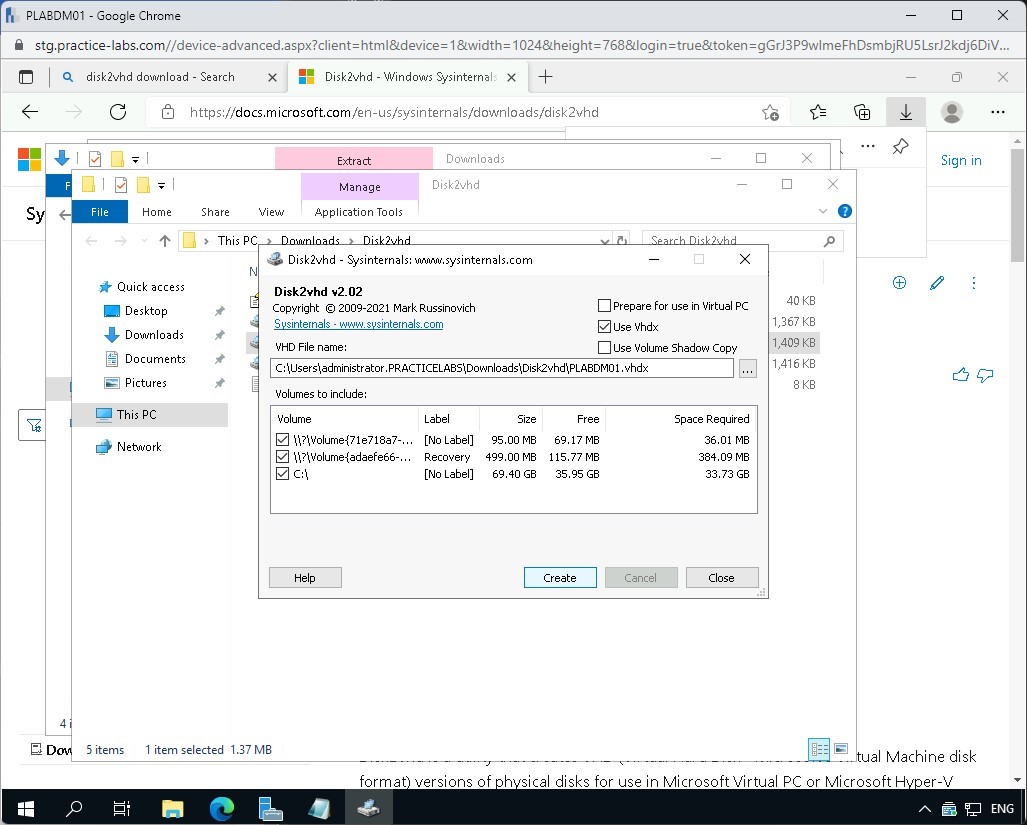 PLABDM01 - Google Chrome
stg.practice-labs.com//device-advanced.aspx?client=html&device=1&width=1024&height=768&login=true&token=gGrJ3P9wlmeFhDsmbjRU5LsrJ2kdj6DiV...
disk2vhd download - Search
Disk2vhd - Windows Sysinternals
https://docs.microsoft.com/en-us/sysinternals/downloads/disk2vhd
Sign in
Extract
Downloads
Manage
Disk2vhd
Sy
F
File
Home
Share
View
Application Tools
This PC > Downloads > Disk2vhd
Search Disk2vhd
Quick access
Desktop
Downloads
Documents
Pictures
This PC
Network
N
40 KB
1,367 KB
1,409 KB
1,416 KB
8 KB
Disk2vhd - Sysinternals: www.sysinternals.com
Disk2vhd v2.02
Copyright © 2009-2021 Mark Russinovich
Sysinternals - www.sysinternals.com
Prepare for use in Virtual PC
Use Vhdx
Use Volume Shadow Copy
VHD File name:
C:\Users\administrator.PRACTICELABS\Downloads\Disk2vhd\PLABDM01.vhdx
...
Volumes to include:
Volume Label Size Free Space Required
\\?\Volume{71e718a7-... [No Label] 95.00 MB 69.17 MB 36.01 MB
\\?\Volume{adaefe66-... Recovery 499.00 MB 115.77 MB 384.09 MB
C:\ [No Label] 69.40 GB 35.95 GB 33.73 GB
Help
Create
Cancel
Close
4 i
Dow
5 items 1 item selected 1.37 MB
tual Machine disk
format) versions of physical disks for use in Microsoft Virtual PC or Microsoft Hyper-V
ENG